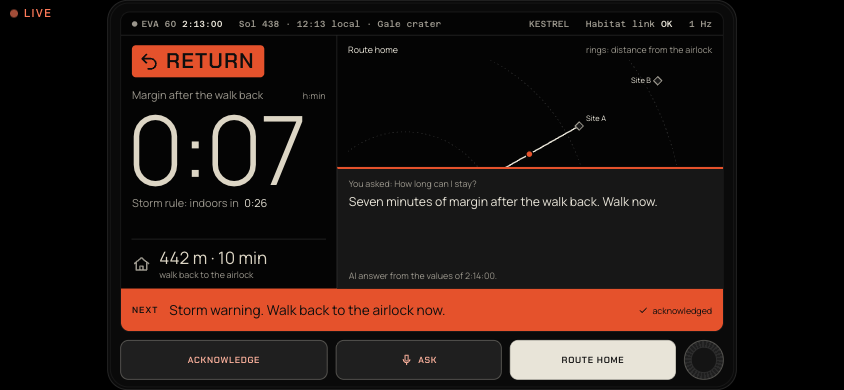 LIVE
EVA 60 2:13:00 Sol 438 · 12:13 local · Gale crater KESTREL Habitat link OK 1 Hz
RETURN
Margin after the walk back h:min
0:07
Storm rule: indoors in 0:26
442 m · 10 min
walk back to the airlock
Route home rings: distance from the airlock
Site B
Site A
You asked: How long can I stay?
Seven minutes of margin after the walk back. Walk now.
AI answer from the values of 2:14:00.
NEXT Storm warning. Walk back to the airlock now. acknowledged
ACKNOWLEDGE ASK ROUTE HOME